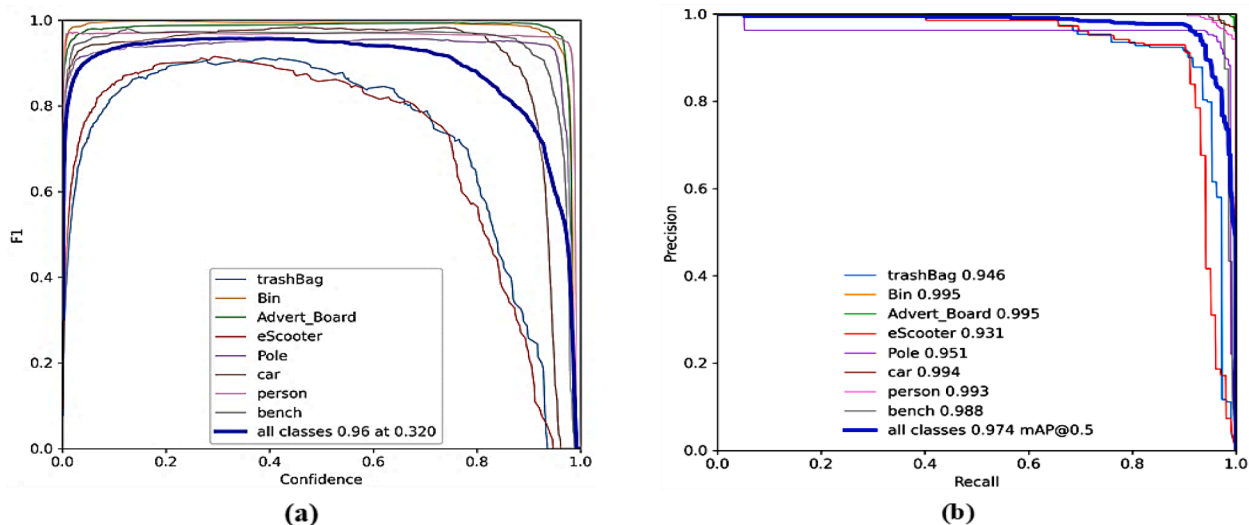 (a)
F1
1.0
0.8
0.6
0.4
0.2
0.0
trashBag
Bin
Advert_Board
eScooter
Pole
car
person
bench
all classes 0.96 at 0.320
0.0 0.2 0.4 0.6 0.8 1.0
Confidence
(a)
(b)
Precision
1.0
0.8
0.6
0.4
0.2
0.0
trashBag 0.946
Bin 0.995
Advert_Board 0.995
eScooter 0.931
Pole 0.951
car 0.994
person 0.993
bench 0.988
all classes 0.974 mAP@0.5
0.0 0.2 0.4 0.6 0.8 1.0
Recall
(b)